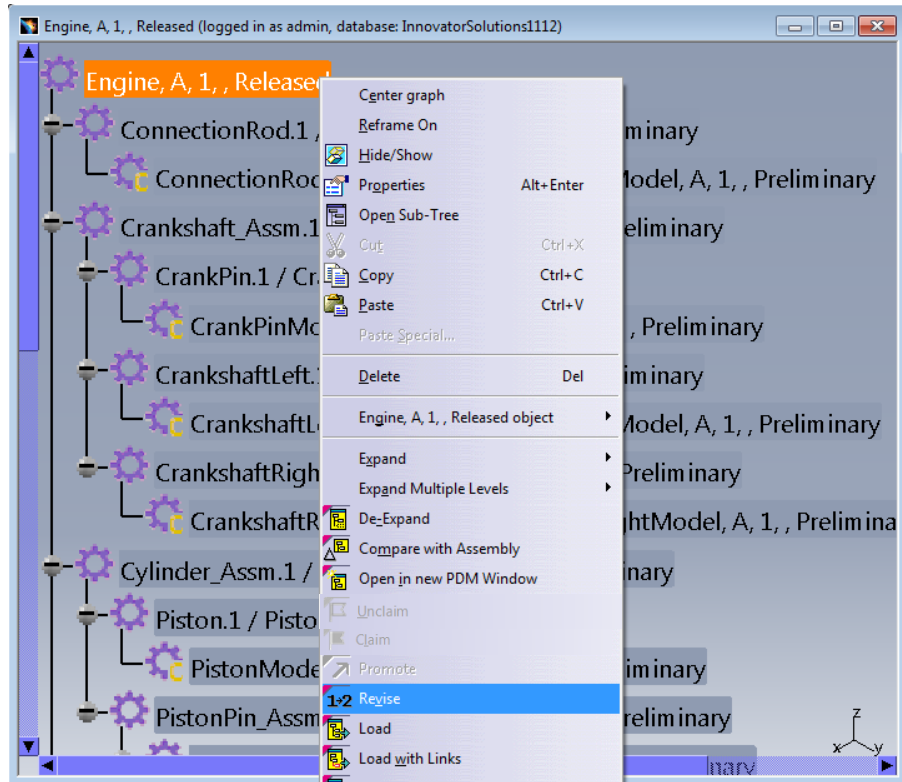 Engine, A, 1, , Released (logged in as admin, database: InnovatorSolutions1112)
Engine, A, 1, , Released
ConnectionRod.1 / minary
ConnectionRod Model, A, 1, , Preliminary
Crankshaft_Assm.1 eliminary
CrankPin.1 / Cr
CrankPinMo , Preliminary
CrankshaftLeft. iminary
CrankshaftL Model, A, 1, , Preliminary
CrankshaftRigh Preliminary
CrankshaftR ghtModel, A, 1, , Prelimina
Cylinder_Assm.1 / inary
Piston.1 / Pisto
PistonMode iminary
PistonPin_Assm reliminary
inary
Center graph
Reframe On
Hide/Show
Properties Alt+Enter
Open Sub-Tree
Cut Ctrl+X
Copy Ctrl+C
Paste Ctrl+V
Paste Special...
Delete Del
Engine, A, 1, , Released object
Expand
Expand Multiple Levels
De-Expand
Compare with Assembly
Open in new PDM Window
Unclaim
Claim
Promote
1→2 Revise
Load
Load with Links
z
x y